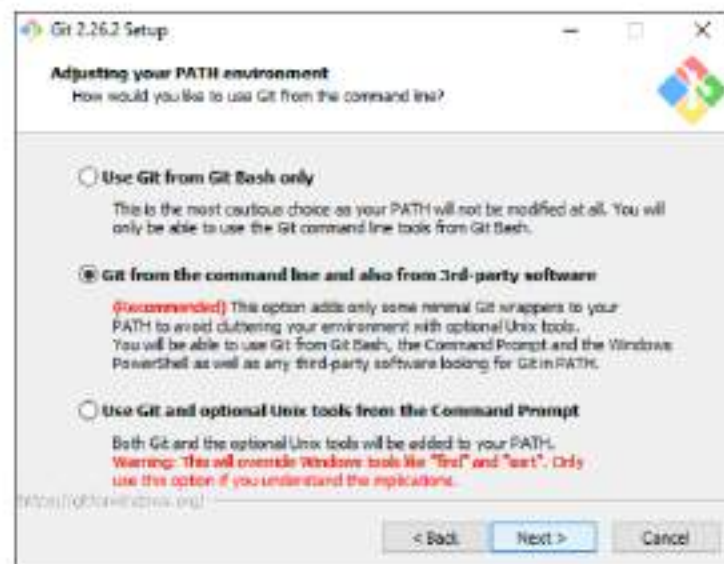 Git 2.26.2 Setup
Adjusting your PATH environment
How would you like to use Git from the command line?
Use Git from Git Bash only
This is the most cautious choice as your PATH will not be modified at all. You will
only be able to use the Git command line tools from Git Bash.
Git from the command line and also from 3rd-party software
(Recommended) This option adds only some minimal Git wrappers to your
PATH to avoid cluttering your environment with optional Unix tools.
You will be able to use Git from Git Bash, the Command Prompt and the Windows
PowerShell as well as any third-party software looking for Git in PATH.
Use Git and optional Unix tools from the Command Prompt
Both Git and the optional Unix tools will be added to your PATH.
Warning: This will override Windows tools like "find" and "sort". Only
use this option if you understand the implications.
https://gitforwindows.org/
< Back
Next >
Cancel